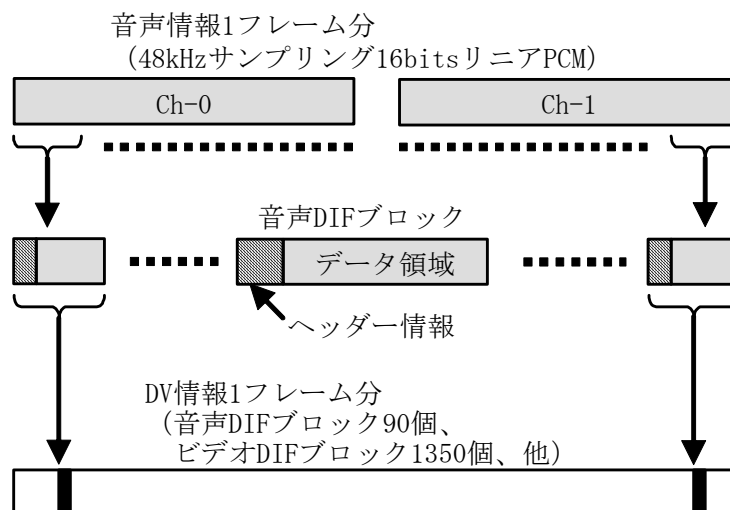 音声情報1フレーム分
(48kHzサンプリング16bitsリニアPCM)
Ch-0
Ch-1
音声DIFブロック
データ領域
ヘッダー情報
DV情報1フレーム分
(音声DIFブロック90個、
ビデオDIFブロック1350個、他)